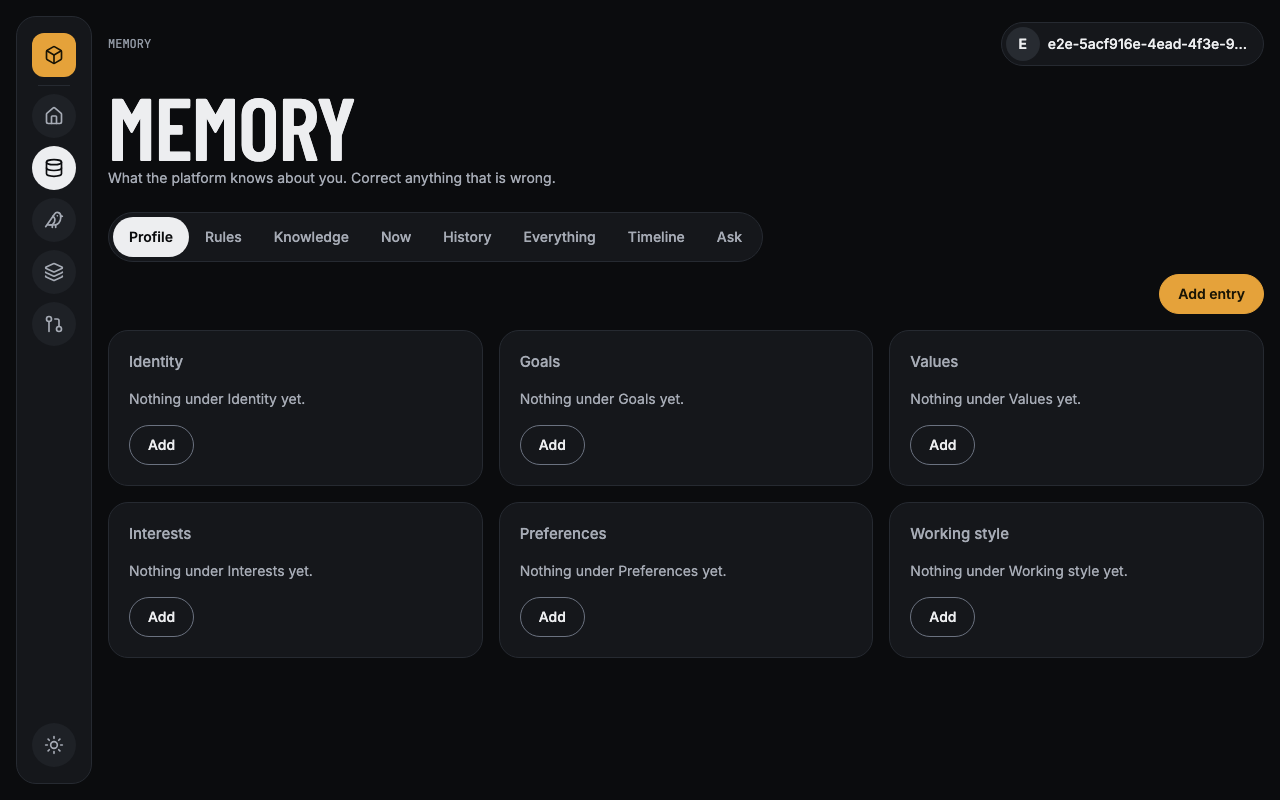 MEMORY
E e2e-5acf916e-4ead-4f3e-9...
MEMORY
What the platform knows about you. Correct anything that is wrong.
Profile Rules Knowledge Now History Everything Timeline Ask
Add entry
Identity
Nothing under Identity yet.
Add
Goals
Nothing under Goals yet.
Add
Values
Nothing under Values yet.
Add
Interests
Nothing under Interests yet.
Add
Preferences
Nothing under Preferences yet.
Add
Working style
Nothing under Working style yet.
Add